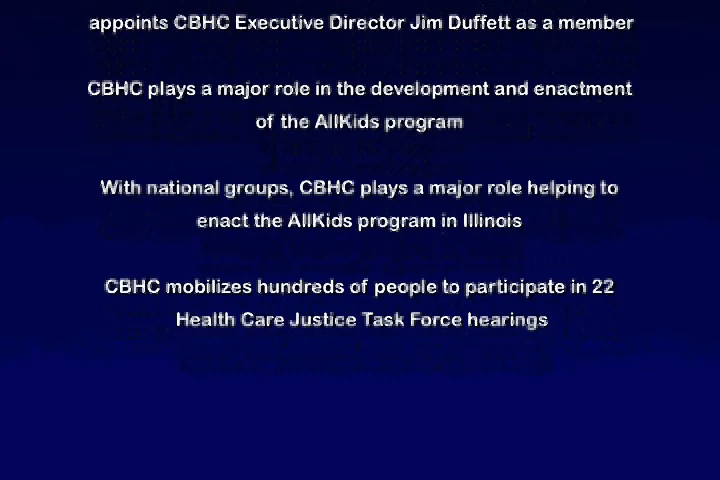 appoints CBHC Executive Director Jim Duffett as a member
CBHC plays a major role in the development and enactment
of the AllKids program
With national groups, CBHC plays a major role helping to
enact the AllKids program in Illinois
CBHC mobilizes hundreds of people to participate in 22
Health Care Justice Task Force hearings